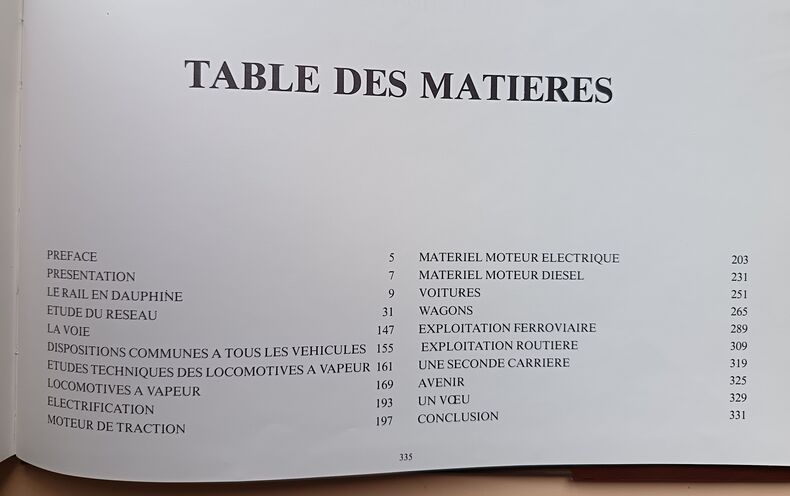 TABLE DES MATIERES
PREFACE 5
PRESENTATION 7
LE RAIL EN DAUPHINE 9
ETUDE DU RESEAU 31
LA VOIE 147
DISPOSITIONS COMMUNES A TOUS LES VEHICULES 155
ETUDES TECHNIQUES DES LOCOMOTIVES A VAPEUR 161
LOCOMOTIVES A VAPEUR 169
ELECTRIFICATION 193
MOTEUR DE TRACTION 197
MATERIEL MOTEUR ELECTRIQUE 203
MATERIEL MOTEUR DIESEL 231
VOITURES 251
WAGONS 265
EXPLOITATION FERROVIAIRE 289
EXPLOITATION ROUTIERE 309
UNE SECONDE CARRIERE 319
AVENIR 325
UN VŒU 329
CONCLUSION 331
335